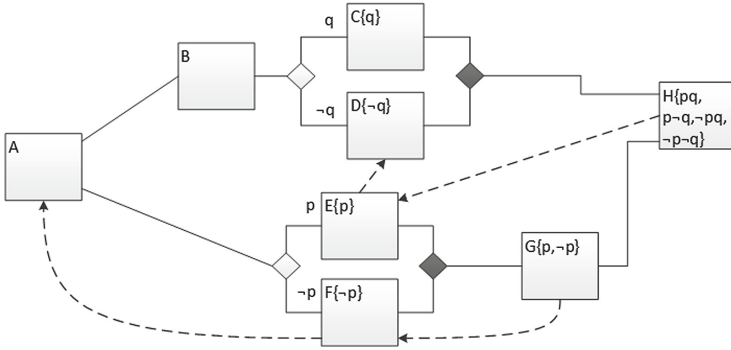 q
C{q}
B
¬q
D{¬q}
H{pq,
p¬q,¬pq,
¬p¬q}
A
p
E{p}
G{p,¬p}
¬p
F{¬p}